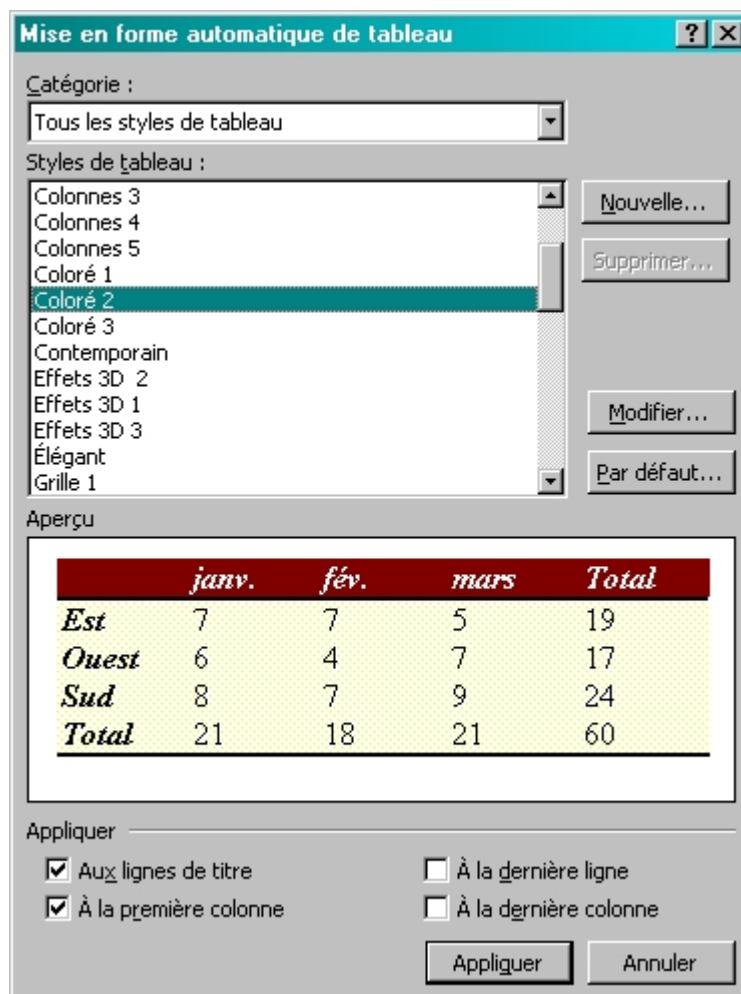 Mise en forme automatique de tableau
Catégorie :
Tous les styles de tableau
Styles de tableau :
Colonnes 3
Colonnes 4
Colonnes 5
Coloré 1
Coloré 2
Coloré 3
Contemporain
Effets 3D  2
Effets 3D 1
Effets 3D 3
Élégant
Grille 1
Nouvelle...
Supprimer...
Modifier...
Par défaut...
Aperçu
janv. fév. mars Total
Est 7 7 5 19
Ouest 6 4 7 17
Sud 8 7 9 24
Total 21 18 21 60
Appliquer
Aux lignes de titre
À la dernière ligne
À la première colonne
À la dernière colonne
Appliquer
Annuler